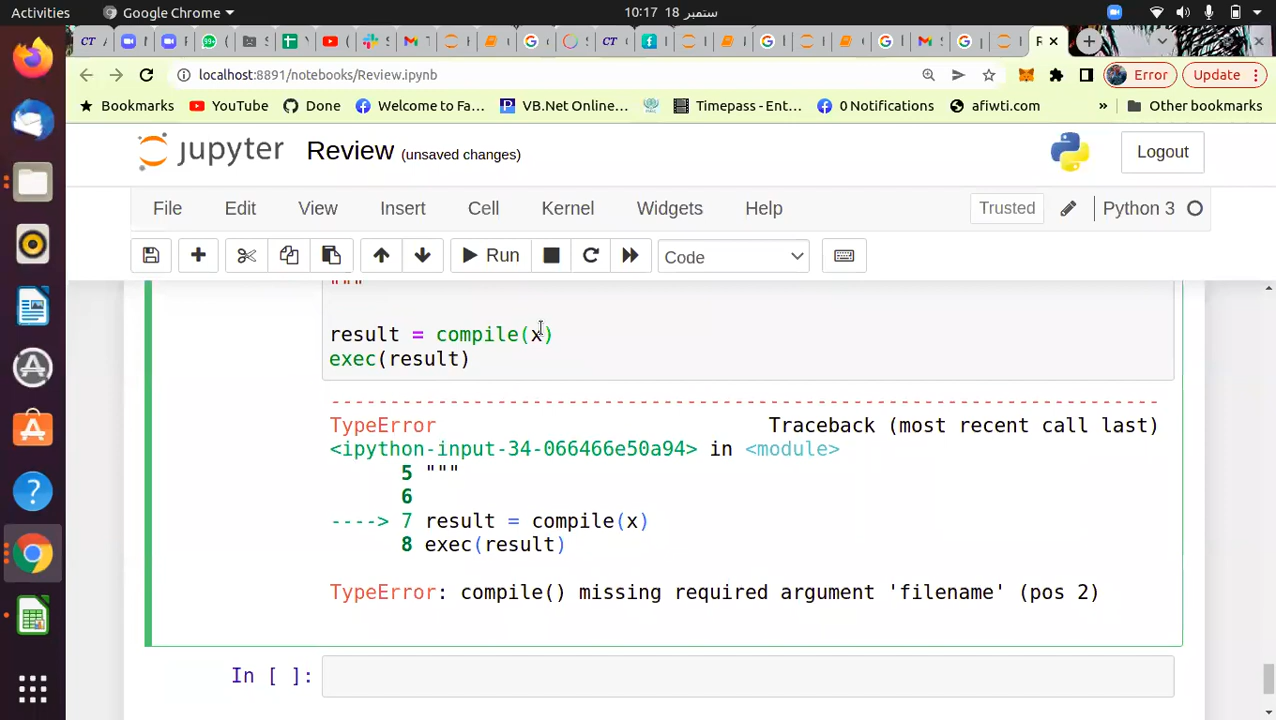 Activities
Google Chrome
10:17 18 ستمبر
CT
localhost:8891/notebooks/Review.ipynb
Error
Update
Bookmarks
YouTube
Done
Welcome to Fa...
VB.Net Online...
Timepass - Ent...
0 Notifications
afiwti.com
»
Other bookmarks
jupyter
Review (unsaved changes)
Logout
File
Edit
View
Insert
Cell
Kernel
Widgets
Help
Trusted
Python 3
Run
Code
"""
result = compile(x)
exec(result)
---------------------------------------------------------------------------
TypeError Traceback (most recent call last)
<ipython-input-34-066466e50a94> in <module>
5 """
6
----> 7 result = compile(x)
8 exec(result)
TypeError: compile() missing required argument 'filename' (pos 2)
In [ ]: